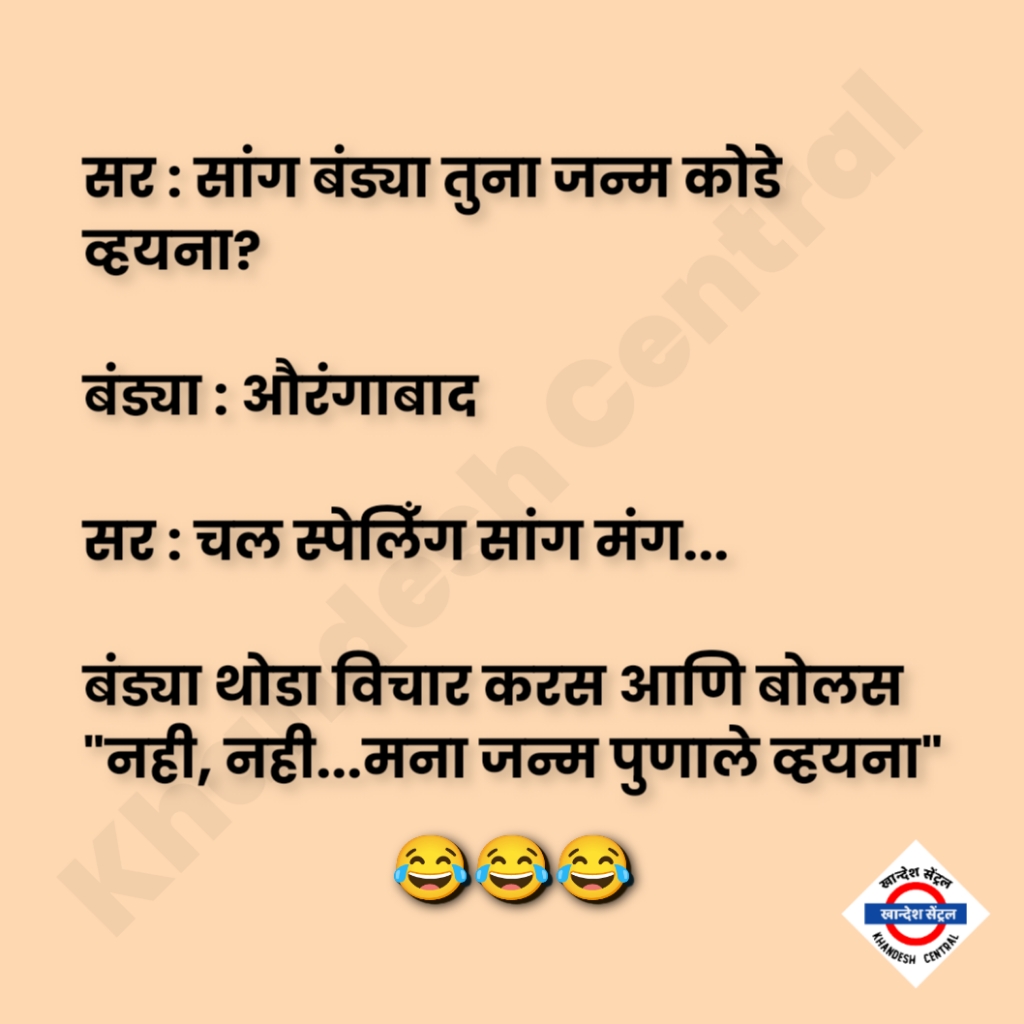 सर : सांग बंड्या तुना जन्म कोडे
व्हयना?
बंड्या : औरंगाबाद
सर : चल स्पेलिँग सांग मंग...
बंड्या थोडा विचार करस आणि बोलस
"नही, नही...मना जन्म पुणाले व्हयना"
😂😂😂
Khandesh Central
खान्देश सेंट्रल
खान्देश सेंट्रल
KHANDESH CENTRAL